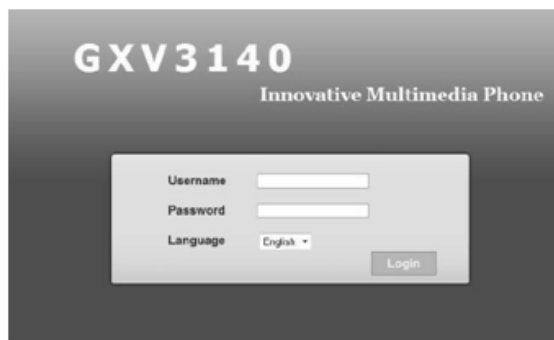 GXV3140
Innovative Multimedia Phone
Username
Password
Language English
Login